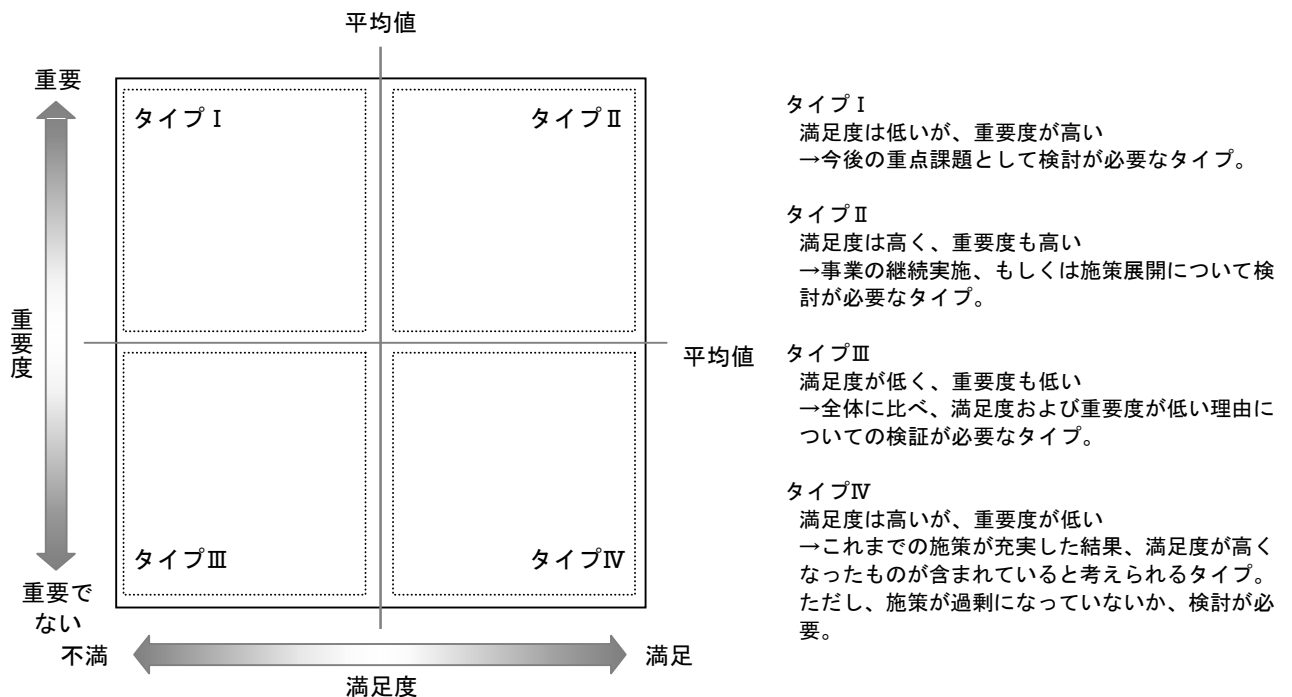 平均値
重要
タイプⅠ
タイプⅡ
重要度
平均値
タイプⅢ
タイプⅣ
重要で
ない
不満
満足
満足度
タイプⅠ
満足度は低いが、重要度が高い
→今後の重点課題として検討が必要なタイプ。
タイプⅡ
満足度は高く、重要度も高い
→事業の継続実施、もしくは施策展開について検
討が必要なタイプ。
タイプⅢ
満足度が低く、重要度も低い
→全体に比べ、満足度および重要度が低い理由に
ついての検証が必要なタイプ。
タイプⅣ
満足度は高いが、重要度が低い
→これまでの施策が充実した結果、満足度が高く
なったものが含まれていると考えられるタイプ。
ただし、施策が過剰になっていないか、検討が必
要。